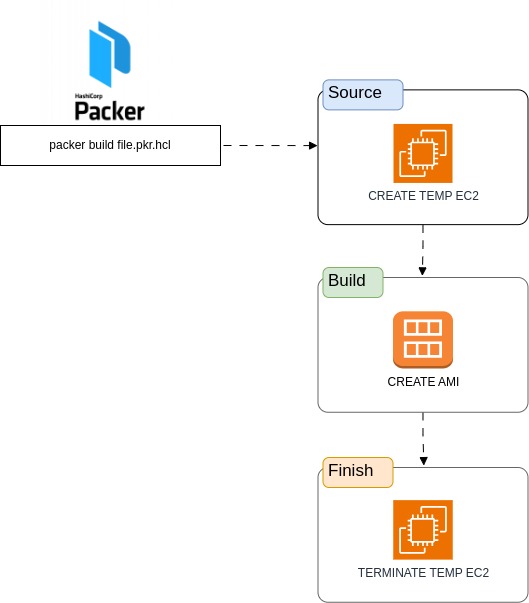 HashiCorp
Packer
packer build file.pkr.hcl
Source
CREATE TEMP EC2
Build
CREATE AMI
Finish
TERMINATE TEMP EC2